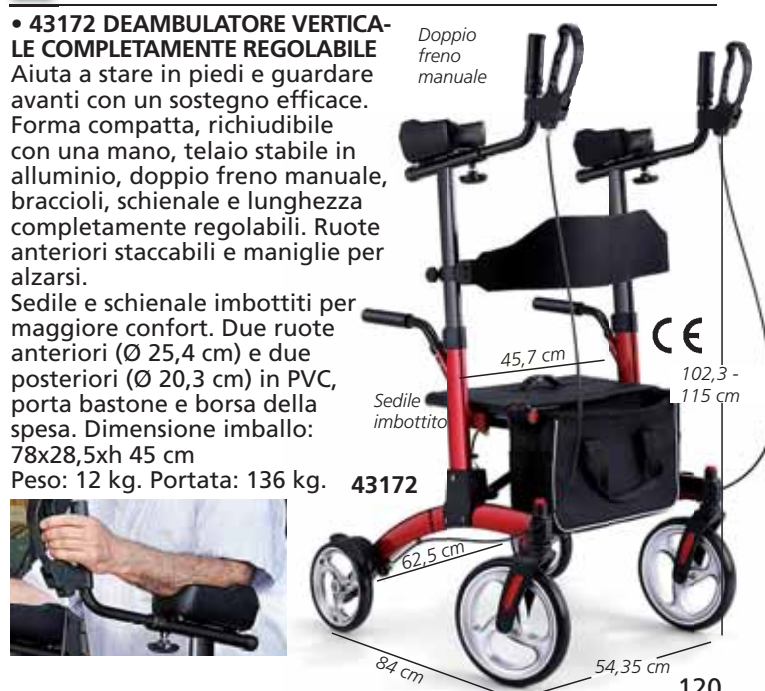 • 43172 DEAMBULATORE VERTICA-
LE COMPLETAMENTE REGOLABILE
Aiuta a stare in piedi e guardare
avanti con un sostegno efficace.
Forma compatta, richiudibile
con una mano, telaio stabile in
alluminio, doppio freno manuale,
braccioli, schienale e lunghezza
completamente regolabili. Ruote
anteriori staccabili e maniglie per
alzarsi.
Sedile e schienale imbottiti per
maggiore confort. Due ruote
anteriori (Ø 25,4 cm) e due
posteriori (Ø 20,3 cm) in PVC,
porta bastone e borsa della
spesa. Dimensione imballo:
78x28,5xh 45 cm
Peso: 12 kg. Portata: 136 kg.
43172
Doppio
freno
manuale
CE
45,7 cm
102,3 -
115 cm
Sedile
imbottito
62,5 cm
84 cm
54,35 cm
120